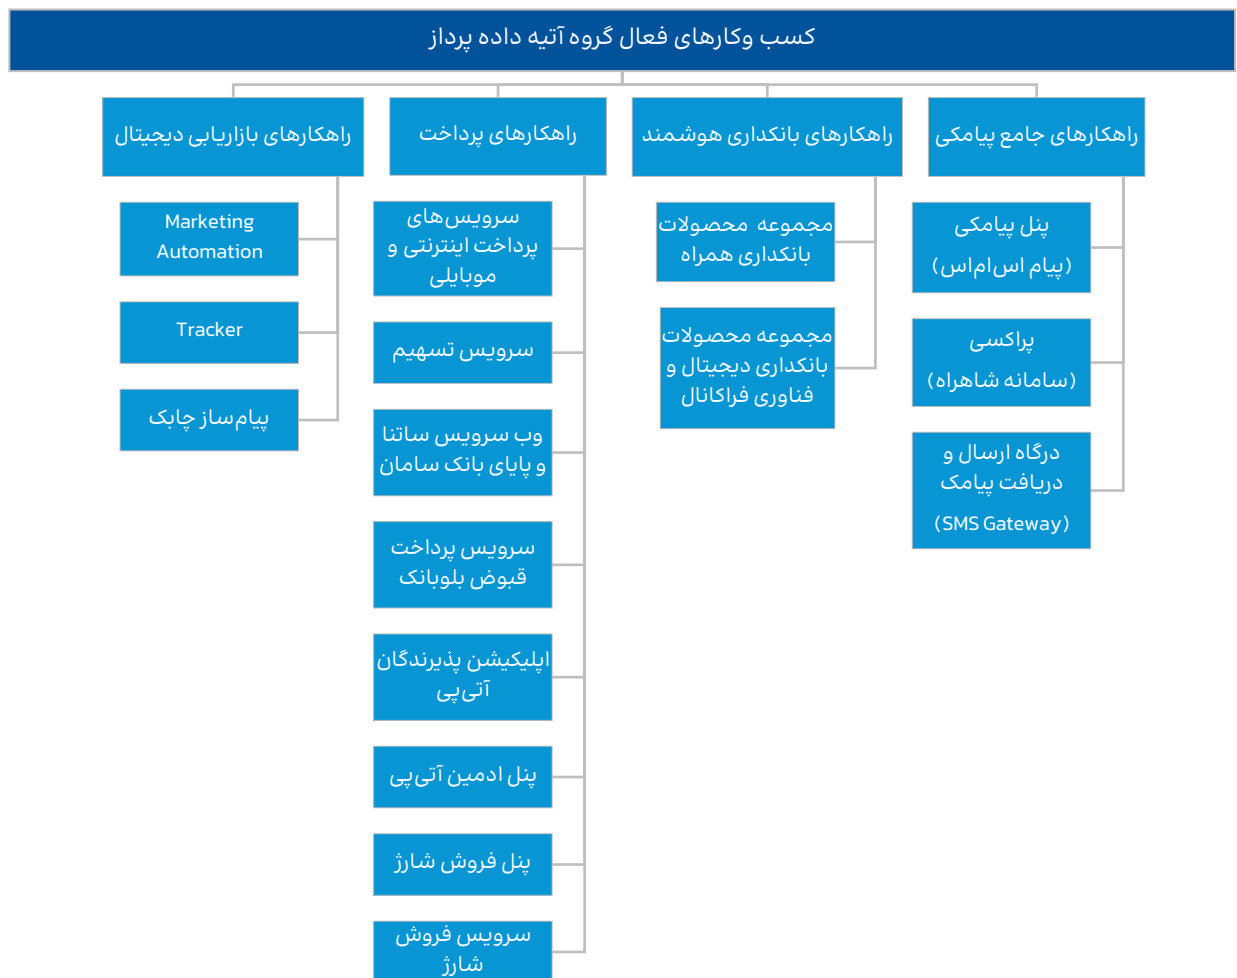 کسب وکارهای فعال گروه آتیه داده پرداز
راهکارهای جامع پیامکی
پنل پیامکی
(پیام اس‌ام‌اس)
پراکسی
(سامانه شاهراه)
درگاه ارسال و
دریافت پیامک
(SMS Gateway)
راهکارهای بانکداری هوشمند
مجموعه محصولات
بانکداری همراه
مجموعه محصولات
بانکداری دیجیتال و
فناوری فراکانال
راهکارهای پرداخت
سرویس‌های
پرداخت اینترنتی و
موبایلی
سرویس تسهیم
وب سرویس ساتنا
و پایای بانک سامان
سرویس پرداخت
قبوض بلوبانک
اپلیکیشن پذیرندگان
آتی‌پی
پنل ادمین آتی‌پی
پنل فروش شارژ
سرویس فروش
شارژ
راهکارهای بازاریابی دیجیتال
Marketing
Automation
Tracker
پیام‌ساز چابک